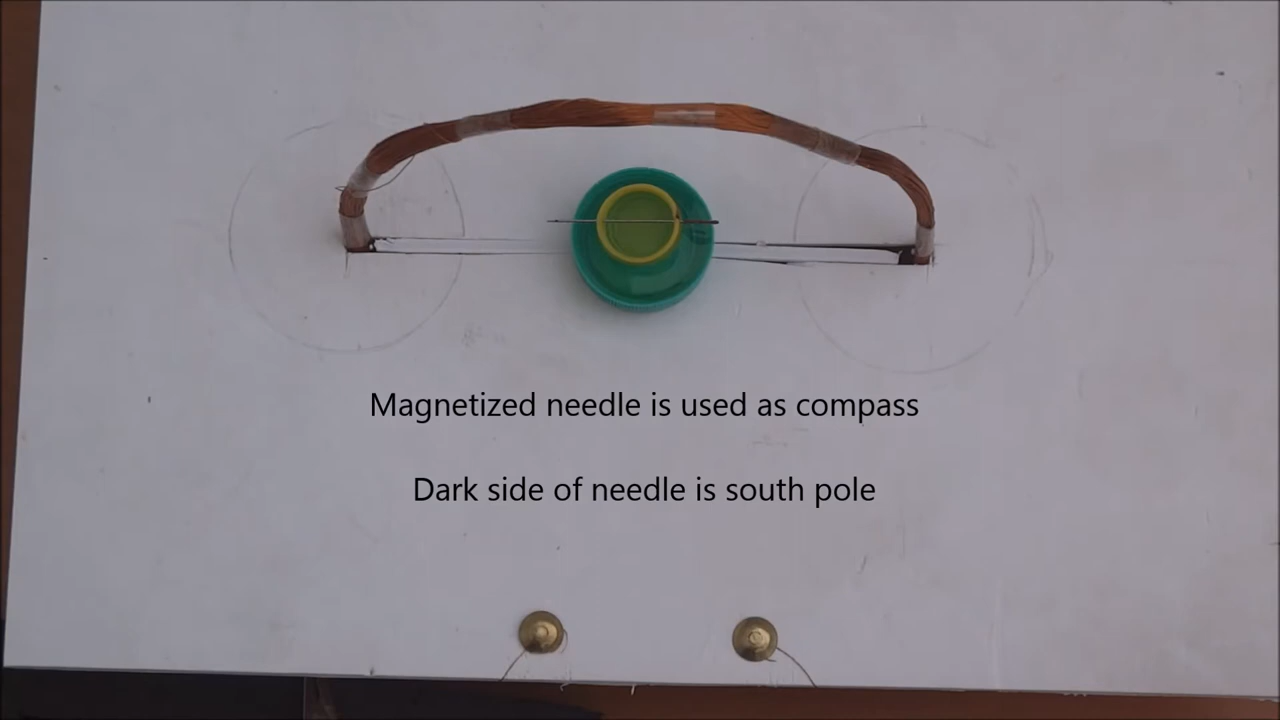 Magnetized needle is used as compass
Dark side of needle is south pole